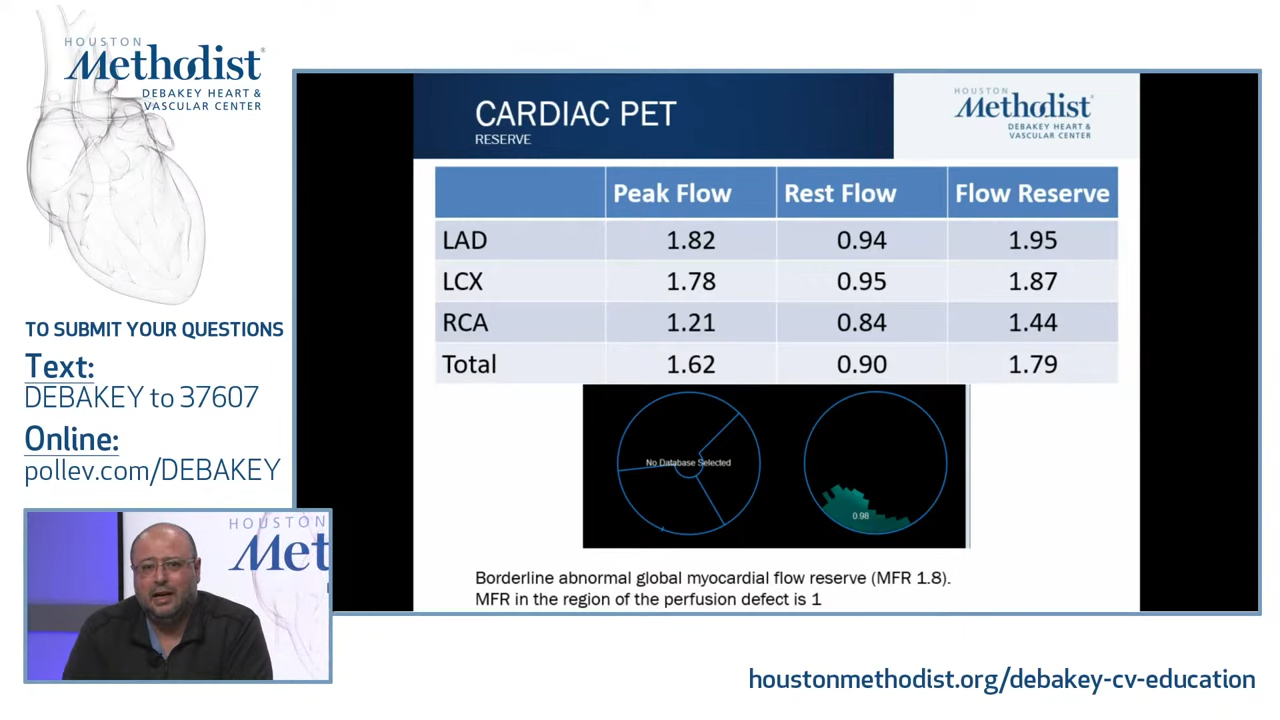 HOUSTON
Methodist
DEBAKEY HEART &
VASCULAR CENTER
TO SUBMIT YOUR QUESTIONS
Text:
DEBAKEY to 37607
Online:
pollev.com/DEBAKEY
CARDIAC PET
RESERVE
HOUSTON
Methodist
DEBAKEY HEART &
VASCULAR CENTER
Peak Flow Rest Flow Flow Reserve
LAD 1.82 0.94 1.95
LCX 1.78 0.95 1.87
RCA 1.21 0.84 1.44
Total 1.62 0.90 1.79
No Database Selected
0.98
Borderline abnormal global myocardial flow reserve (MFR 1.8).
MFR in the region of the perfusion defect is 1
HOUSTON
Met
houstonmethodist.org/debakey-cv-education